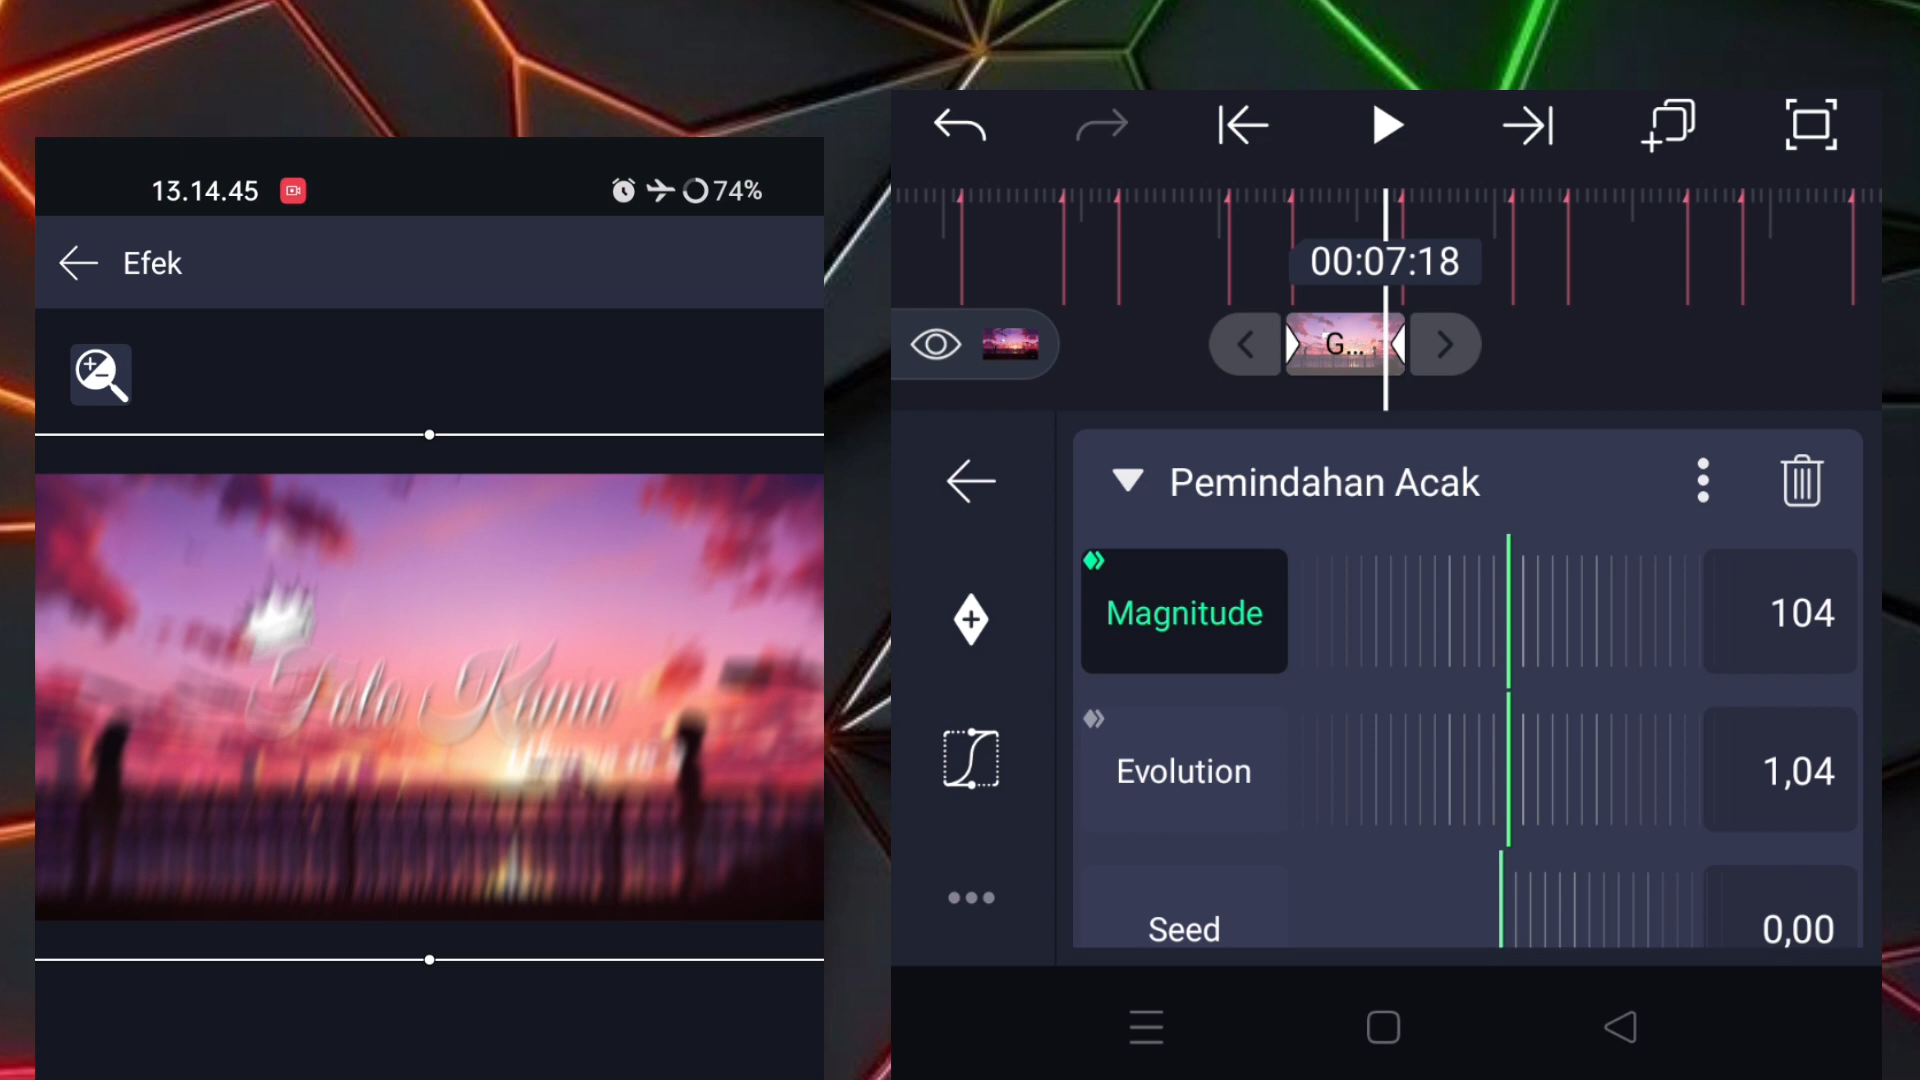 13.14.45
74%
Efek
00:07:18
G...
Pemindahan Acak
Magnitude
104
Evolution
1,04
Seed
0,00